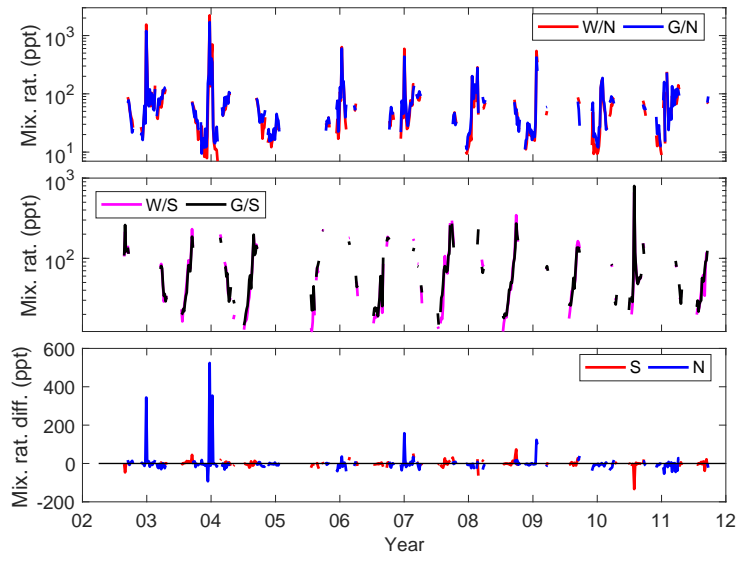 Mix. rat. (ppt)
10³
10²
10¹
W/N
G/N
Mix. rat. (ppt)
10³
10²
W/S
G/S
Mix. rat. diff. (ppt)
600
400
200
0
-200
S
N
02 03 04 05 06 07 08 09 10 11 12
Year